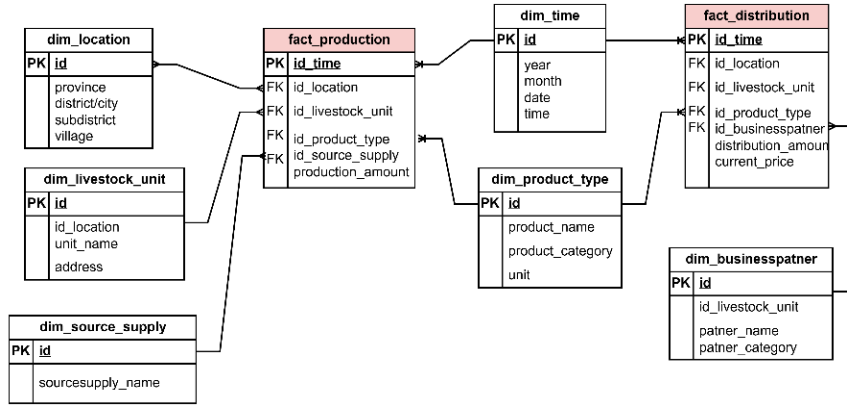 dim_location
PK id
province
district/city
subdistrict
village
fact_production
PK id_time
FK id_location
FK id_livestock_unit
FK id_product_type
FK id_source_supply
production_amount
dim_time
PK id
year
month
date
time
fact_distribution
PK id_time
FK id_location
FK id_livestock_unit
FK id_product_type
FK id_businesspatner
distribution_amoun
current_price
dim_livestock_unit
PK id
id_location
unit_name
address
dim_product_type
PK id
product_name
product_category
unit
dim_businesspatner
PK id
id_livestock_unit
patner_name
patner_category
dim_source_supply
PK id
sourcesupply_name